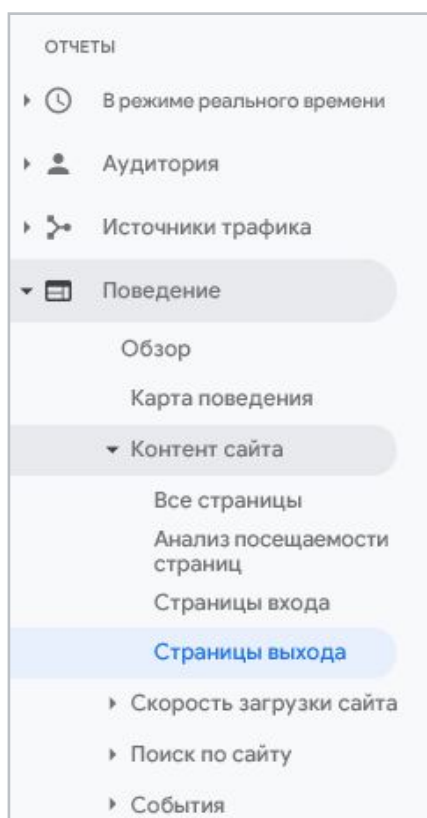 ОТЧЕТЫ
В режиме реального времени
Аудитория
Источники трафика
Поведение
Обзор
Карта поведения
Контент сайта
Все страницы
Анализ посещаемости
страниц
Страницы входа
Страницы выхода
Скорость загрузки сайта
Поиск по сайту
События